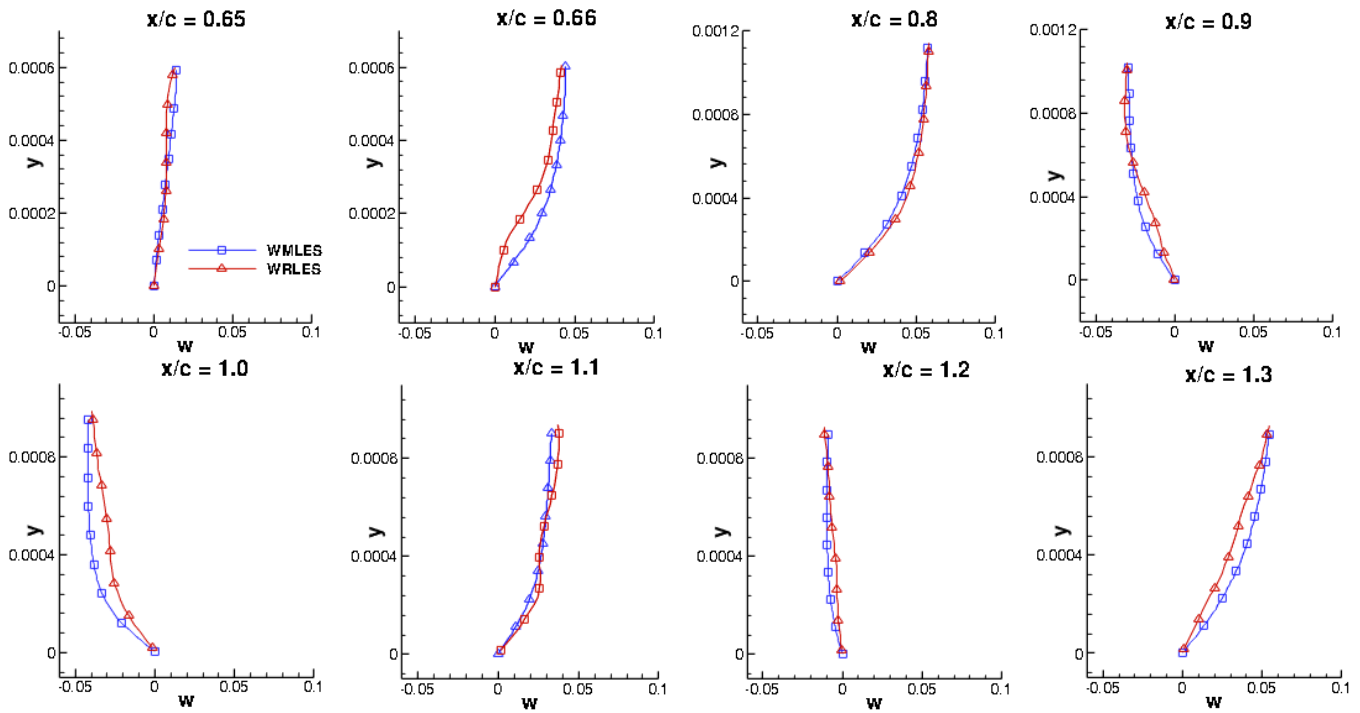 x/c = 0.65
x/c = 0.66
x/c = 0.8
x/c = 0.9
0.0006
0.0004
0.0002
0
y
-0.05 0 0.05 0.1
w
WMLES
WRLES
0.0006
0.0004
0.0002
0
y
-0.05 0 0.05 0.1
w
0.0012
0.0008
0.0004
0
y
-0.05 0 0.05 0.1
w
0.0012
0.0008
0.0004
0
y
-0.05 0 0.05 0.1
w
x/c = 1.0
x/c = 1.1
x/c = 1.2
x/c = 1.3
0.0008
0.0004
0
y
-0.05 0 0.05 0.1
w
0.0008
0.0004
0
y
-0.05 0 0.05 0.1
w
0.0008
0.0004
0
y
-0.05 0 0.05 0.1
w
0.0008
0.0004
0
y
-0.05 0 0.05 0.1
w